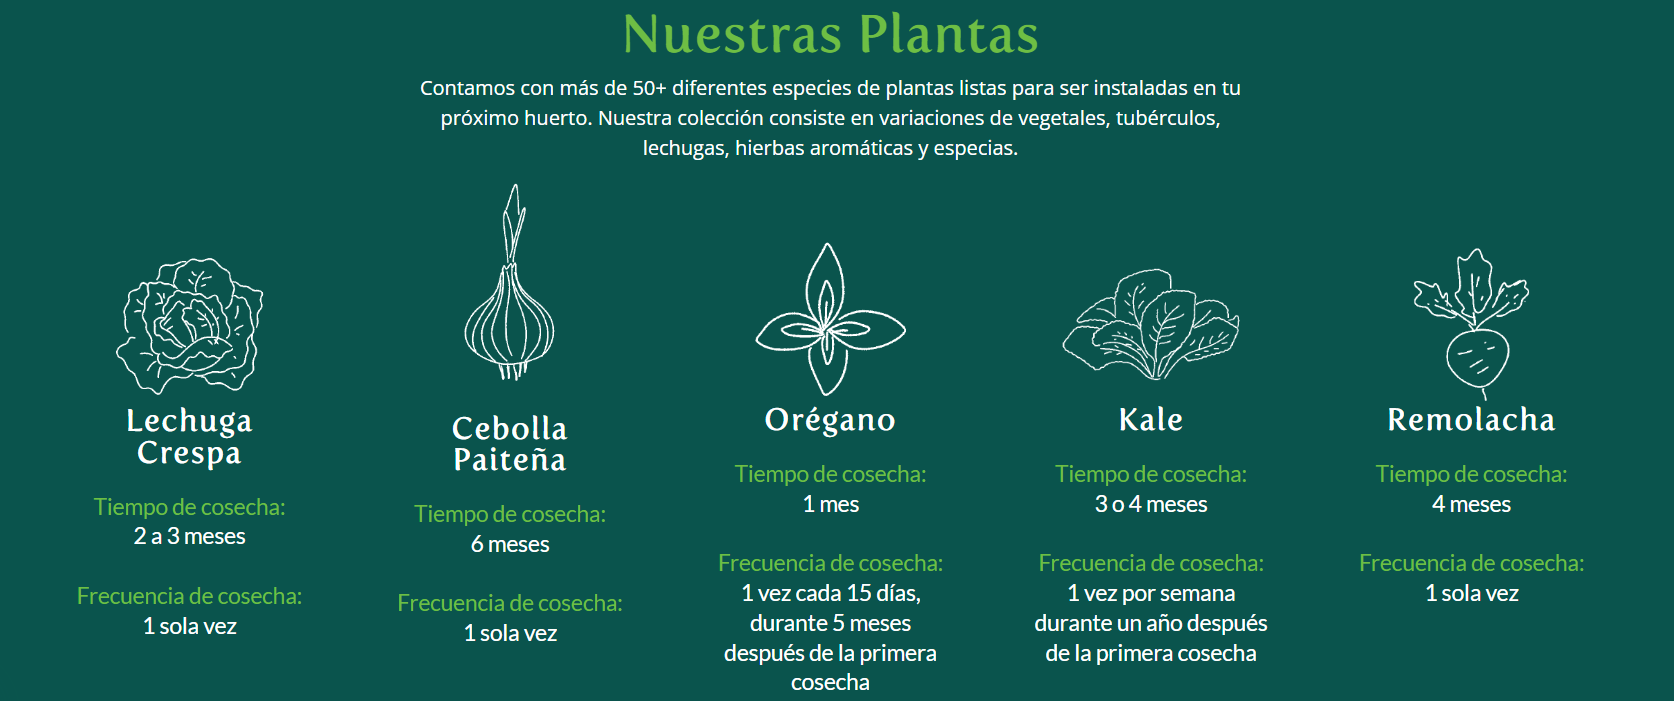 Nuestras Plantas
Contamos con más de 50+ diferentes especies de plantas listas para ser instaladas en tu
próximo huerto. Nuestra colección consiste en variaciones de vegetales, tubérculos,
lechugas, hierbas aromáticas y especias.
Lechuga
Crespa
Tiempo de cosecha:
2 a 3 meses
Frecuencia de cosecha:
1 sola vez
Cebolla
Paiteña
Tiempo de cosecha:
6 meses
Frecuencia de cosecha:
1 sola vez
Orégano
Tiempo de cosecha:
1 mes
Frecuencia de cosecha:
1 vez cada 15 días,
durante 5 meses
después de la primera
cosecha
Kale
Tiempo de cosecha:
3 o 4 meses
Frecuencia de cosecha:
1 vez por semana
durante un año después
de la primera cosecha
Remolacha
Tiempo de cosecha:
4 meses
Frecuencia de cosecha:
1 sola vez